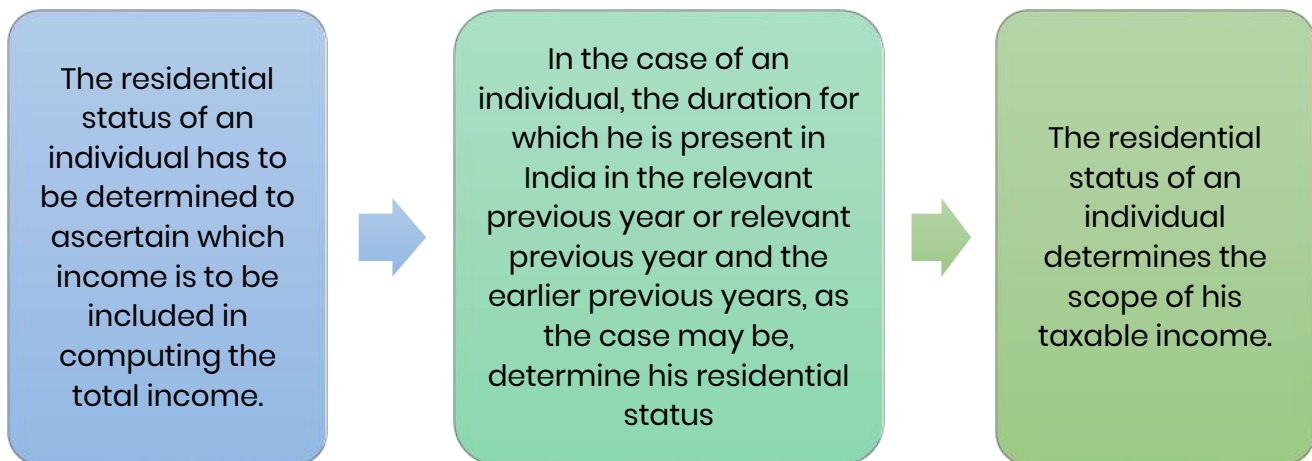 The residential
status of an
individual has to
be determined to
ascertain which
income is to be
included in
computing the
total income.
In the case of an
individual, the duration for
which he is present in
India in the relevant
previous year or relevant
previous year and the
earlier previous years, as
the case may be,
determine his residential
status
The residential
status of an
individual
determines the
scope of his
taxable income.